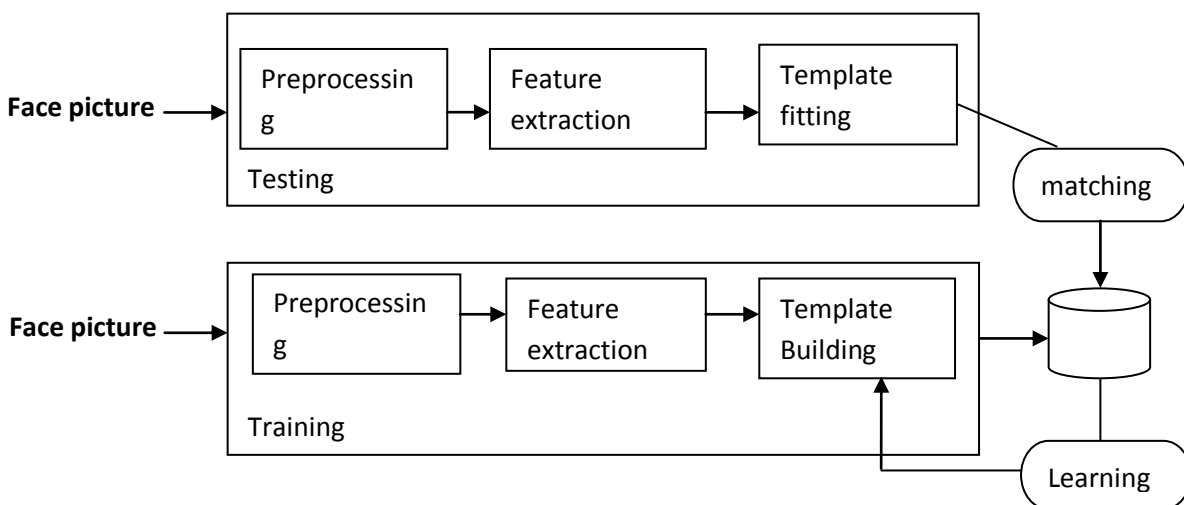 Face picture
Preprocessin
g
Feature
extraction
Template
fitting
Testing
matching
Face picture
Preprocessin
g
Feature
extraction
Template
Building
Training
Learning